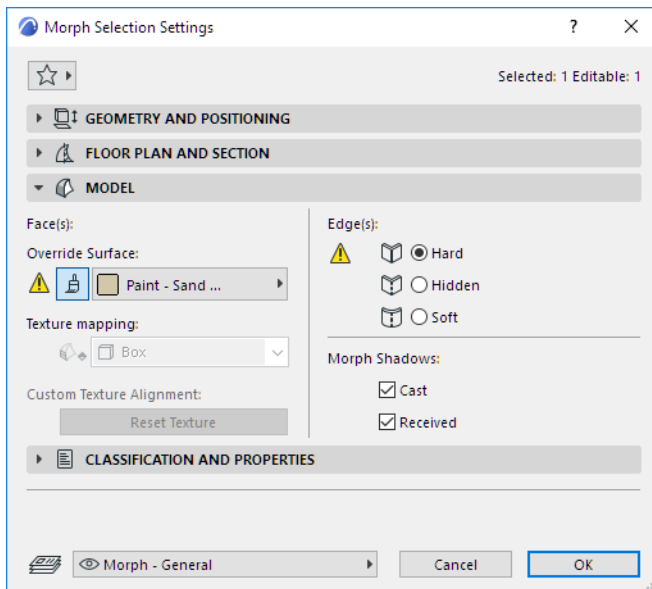 Morph Selection Settings
?
Selected: 1 Editable: 1
GEOMETRY AND POSITIONING
FLOOR PLAN AND SECTION
MODEL
Face(s):
Override Surface:
Paint - Sand ...
Texture mapping:
Box
Custom Texture Alignment:
Reset Texture
Edge(s):
Hard
Hidden
Soft
Morph Shadows:
Cast
Received
CLASSIFICATION AND PROPERTIES
Morph - General
Cancel
OK